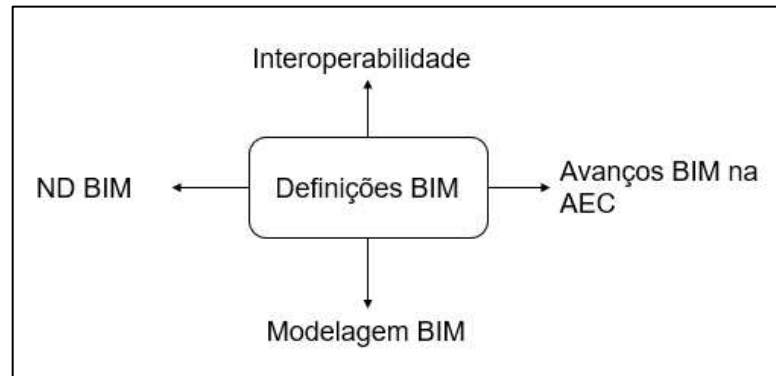 Interoperabilidade
ND BIM
Definições BIM
Avanços BIM na
AEC
Modelagem BIM